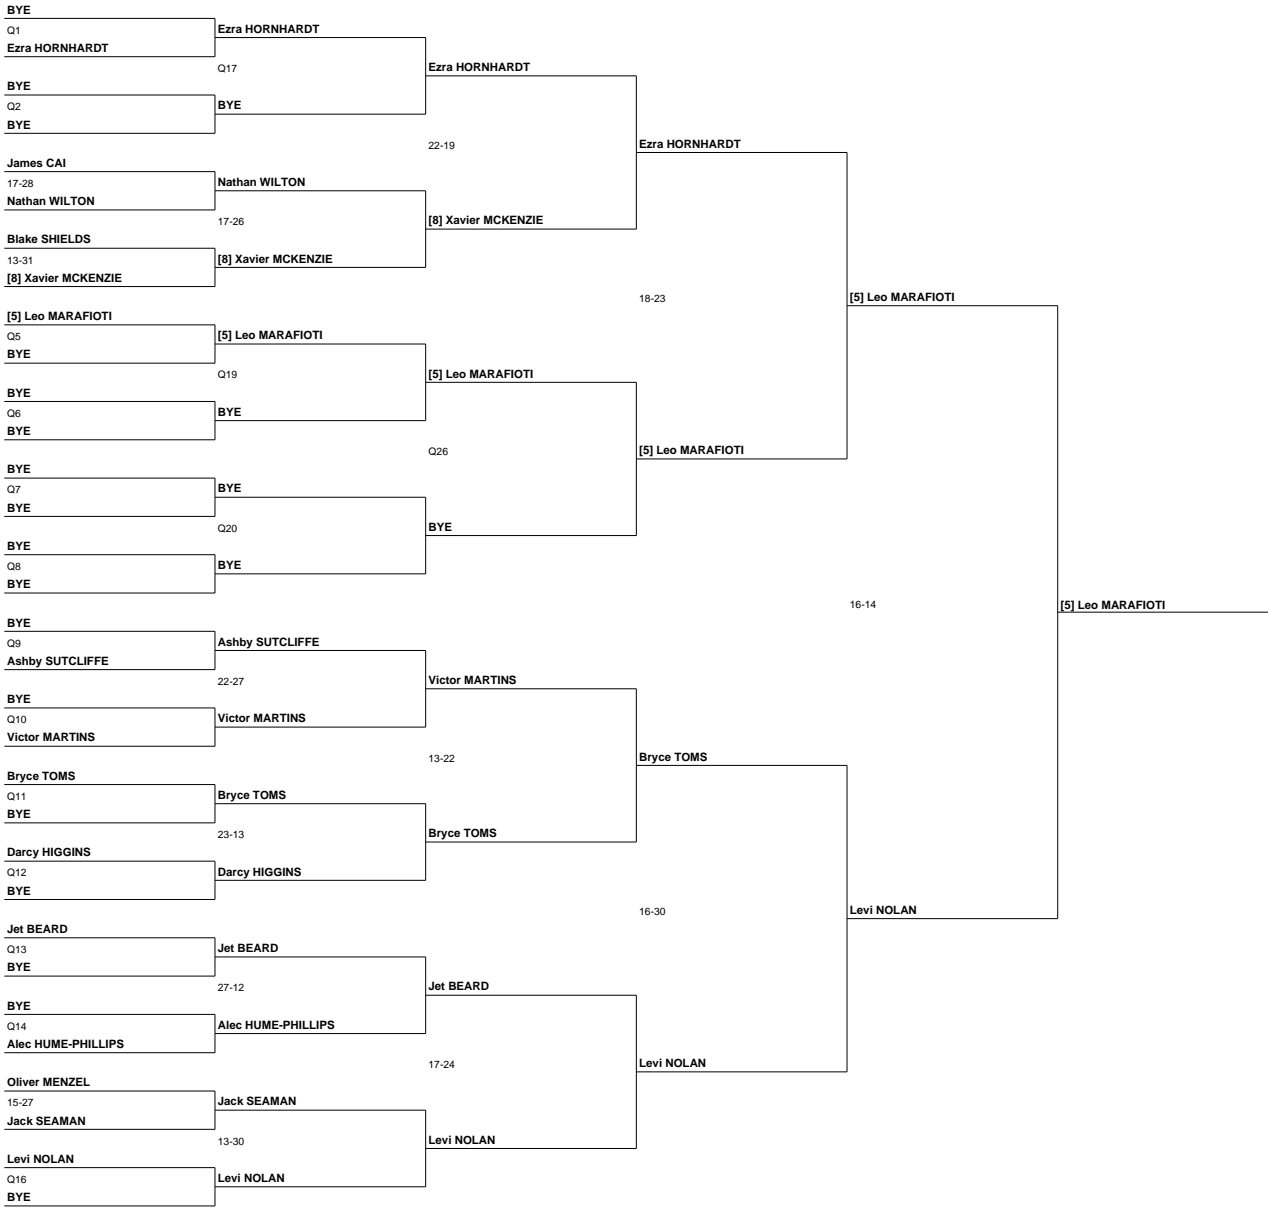 BYE
Q1
Ezra HORNHARDT
BYE
Q2
BYE
James CAI
17-28
Nathan WILTON
Blake SHIELDS
13-31
[8] Xavier MCKENZIE
[5] Leo MARAFIOTI
Q5
BYE
BYE
Q6
BYE
BYE
Q7
BYE
BYE
Q8
BYE
BYE
Q9
Ashby SUTCLIFFE
BYE
Q10
Victor MARTINS
Bryce TOMS
Q11
BYE
Darcy HIGGINS
Q12
BYE
Jet BEARD
Q13
BYE
BYE
Q14
Alec HUME-PHILLIPS
Oliver MENZEL
15-27
Jack SEAMAN
Levi NOLAN
Q16
BYE
Ezra HORNHARDT
Q17
BYE
Nathan WILTON
17-26
[8] Xavier MCKENZIE
[5] Leo MARAFIOTI
Q19
BYE
BYE
Q20
BYE
Ashby SUTCLIFFE
22-27
Victor MARTINS
Bryce TOMS
23-13
Darcy HIGGINS
Jet BEARD
27-12
Alec HUME-PHILLIPS
Jack SEAMAN
13-30
Levi NOLAN
Ezra HORNHARDT
22-19
[8] Xavier MCKENZIE
[5] Leo MARAFIOTI
Q26
BYE
Victor MARTINS
13-22
Bryce TOMS
Jet BEARD
17-24
Levi NOLAN
Ezra HORNHARDT
18-23
[5] Leo MARAFIOTI
Bryce TOMS
16-30
Levi NOLAN
[5] Leo MARAFIOTI
16-14
Levi NOLAN
[5] Leo MARAFIOTI